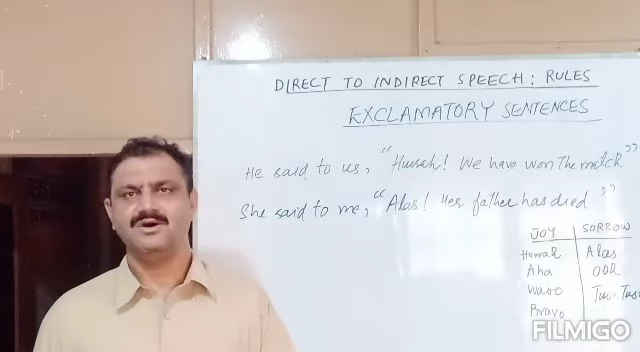 DIRECT TO INDIRECT SPEECH: RULES
EXCLAMATORY SENTENCES
He said to us, "Hurrah! We have won the match"
She said to me, "Alas! Her father has died."
JOY SORROW
Hurrah Alas
Aha OOH
Waoo
Bravo
FILMIGO